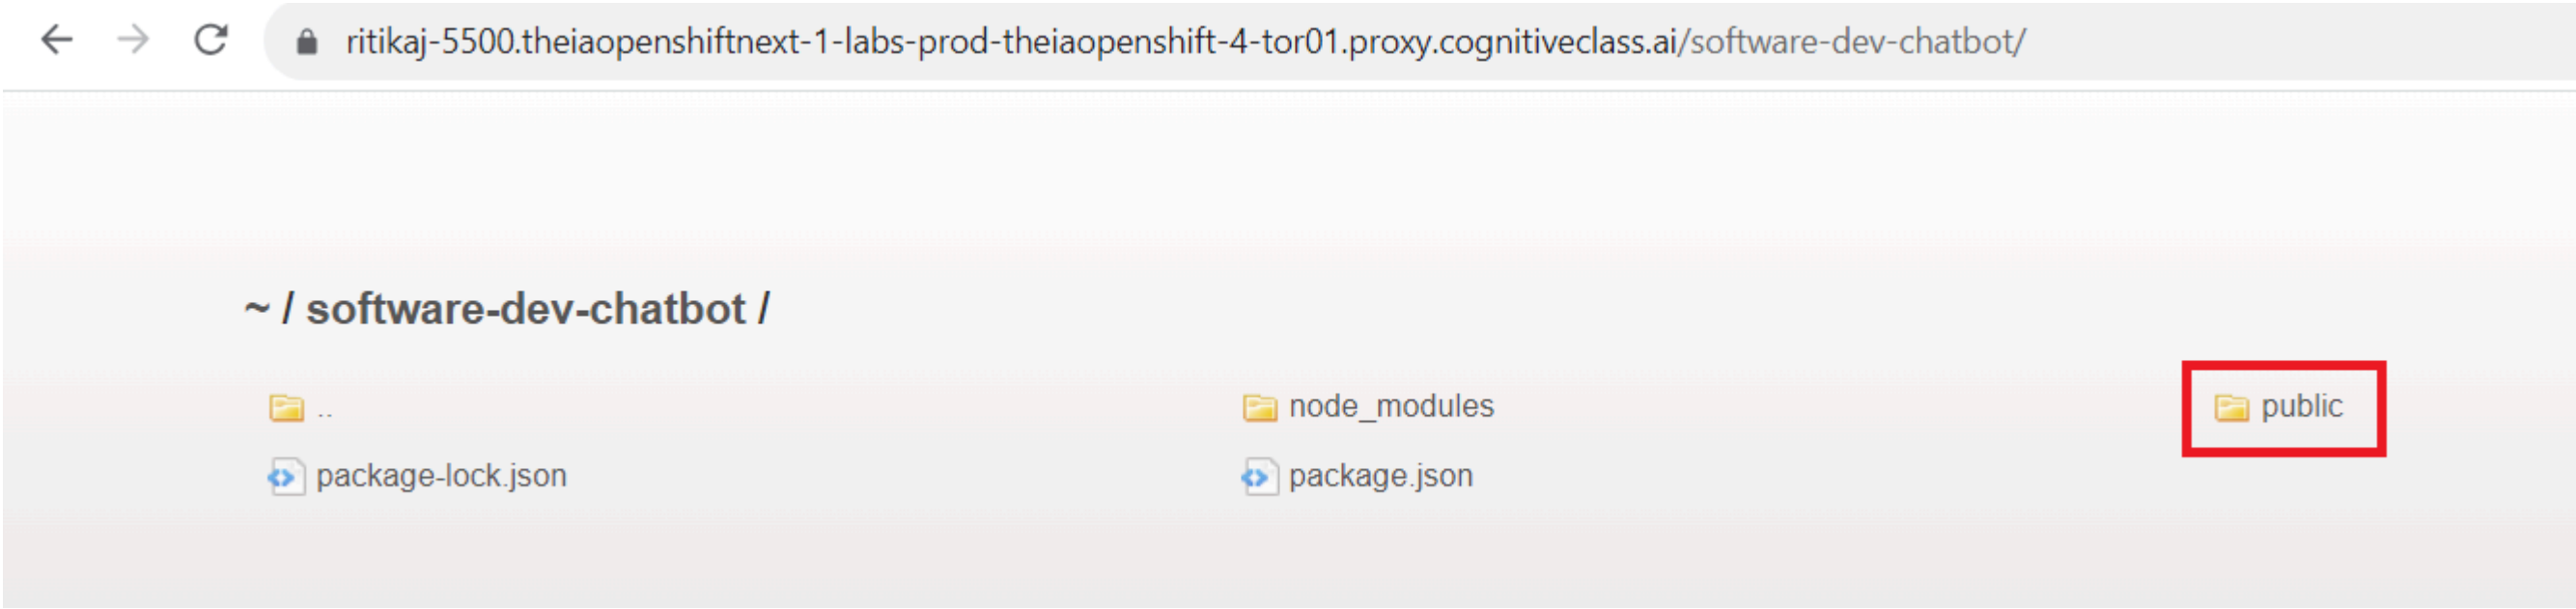 ritikaj-5500.theiaopenshiftnext-1-labs-prod-theiaopenshift-4-tor01.proxy.cognitiveclass.ai/software-dev-chatbot/
~ / software-dev-chatbot /
.. node_modules public
package-lock.json package.json